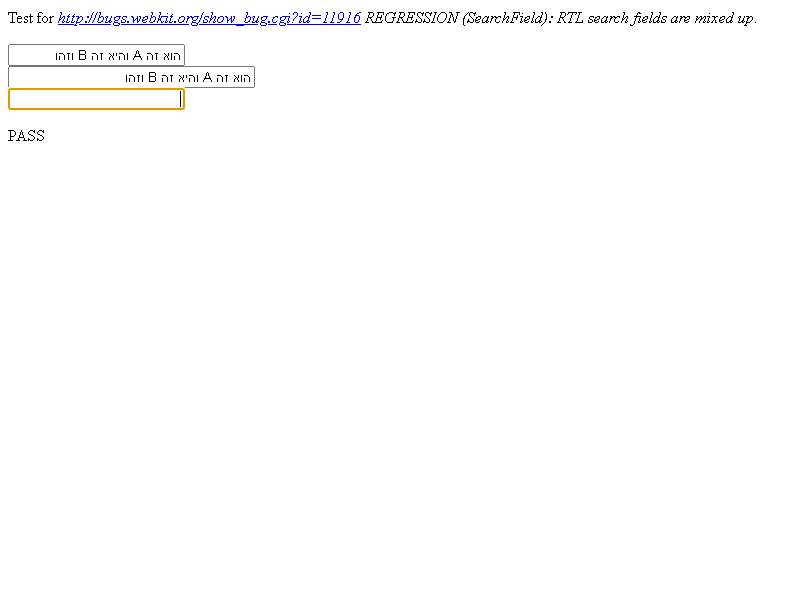 Test for http://bugs.webkit.org/show_bug.cgi?id=11916 REGRESSION (SearchField): RTL search fields are mixed up.
הוא זה A והיא זה B וזהו
הוא זה A והיא זה B וזהו
PASS